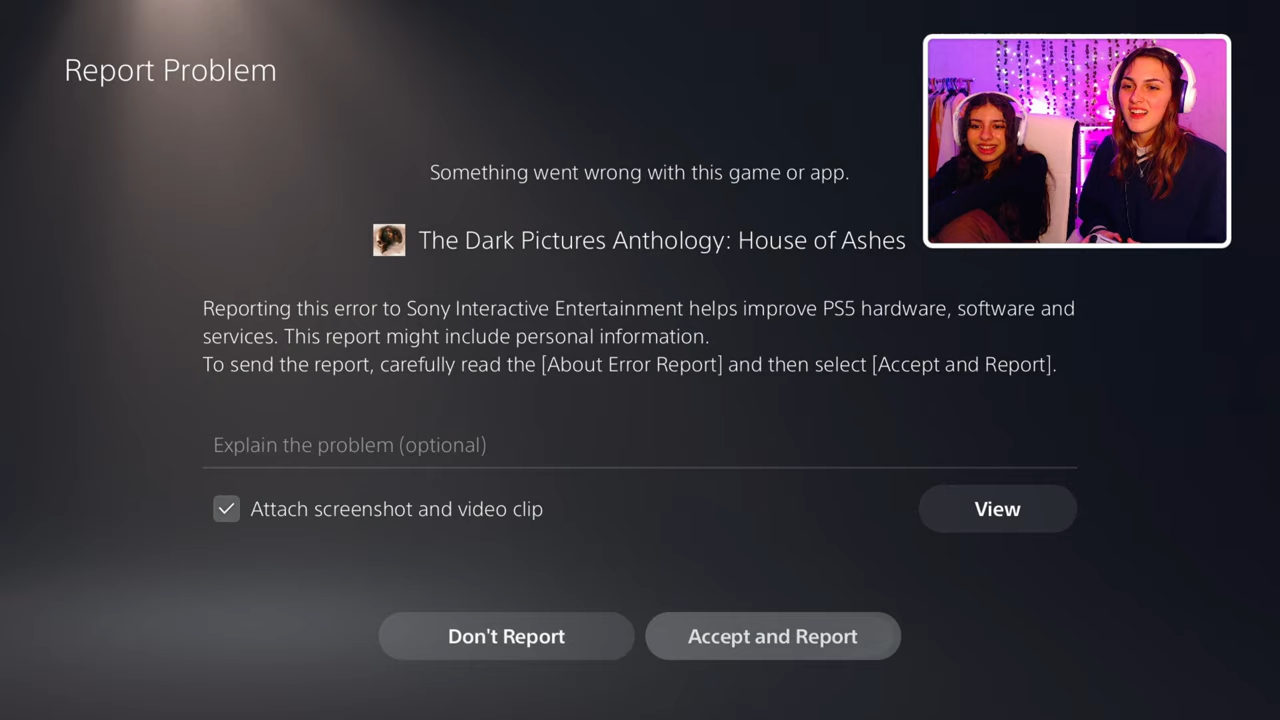 Report Problem
Something went wrong with this game or app.
The Dark Pictures Anthology: House of Ashes
Reporting this error to Sony Interactive Entertainment helps improve PS5 hardware, software and
services. This report might include personal information.
To send the report, carefully read the [About Error Report] and then select [Accept and Report].
Explain the problem (optional)
Attach screenshot and video clip
View
Don't Report
Accept and Report